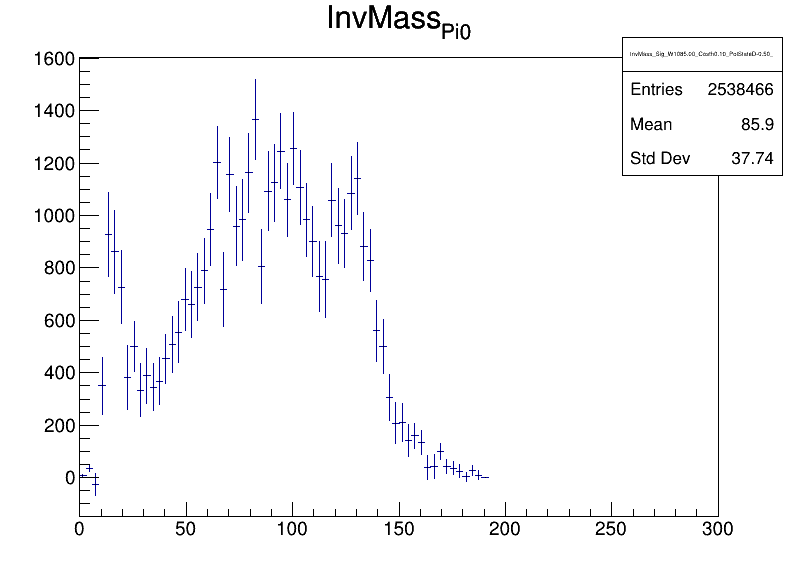 InvMass_Pi0
InvMass_Sig_W1085.00_Costh0.10_PolStateD-0.50_
Entries 2538466
Mean 85.9
Std Dev 37.74
1600
1400
1200
1000
800
600
400
200
0
0 50 100 150 200 250 300